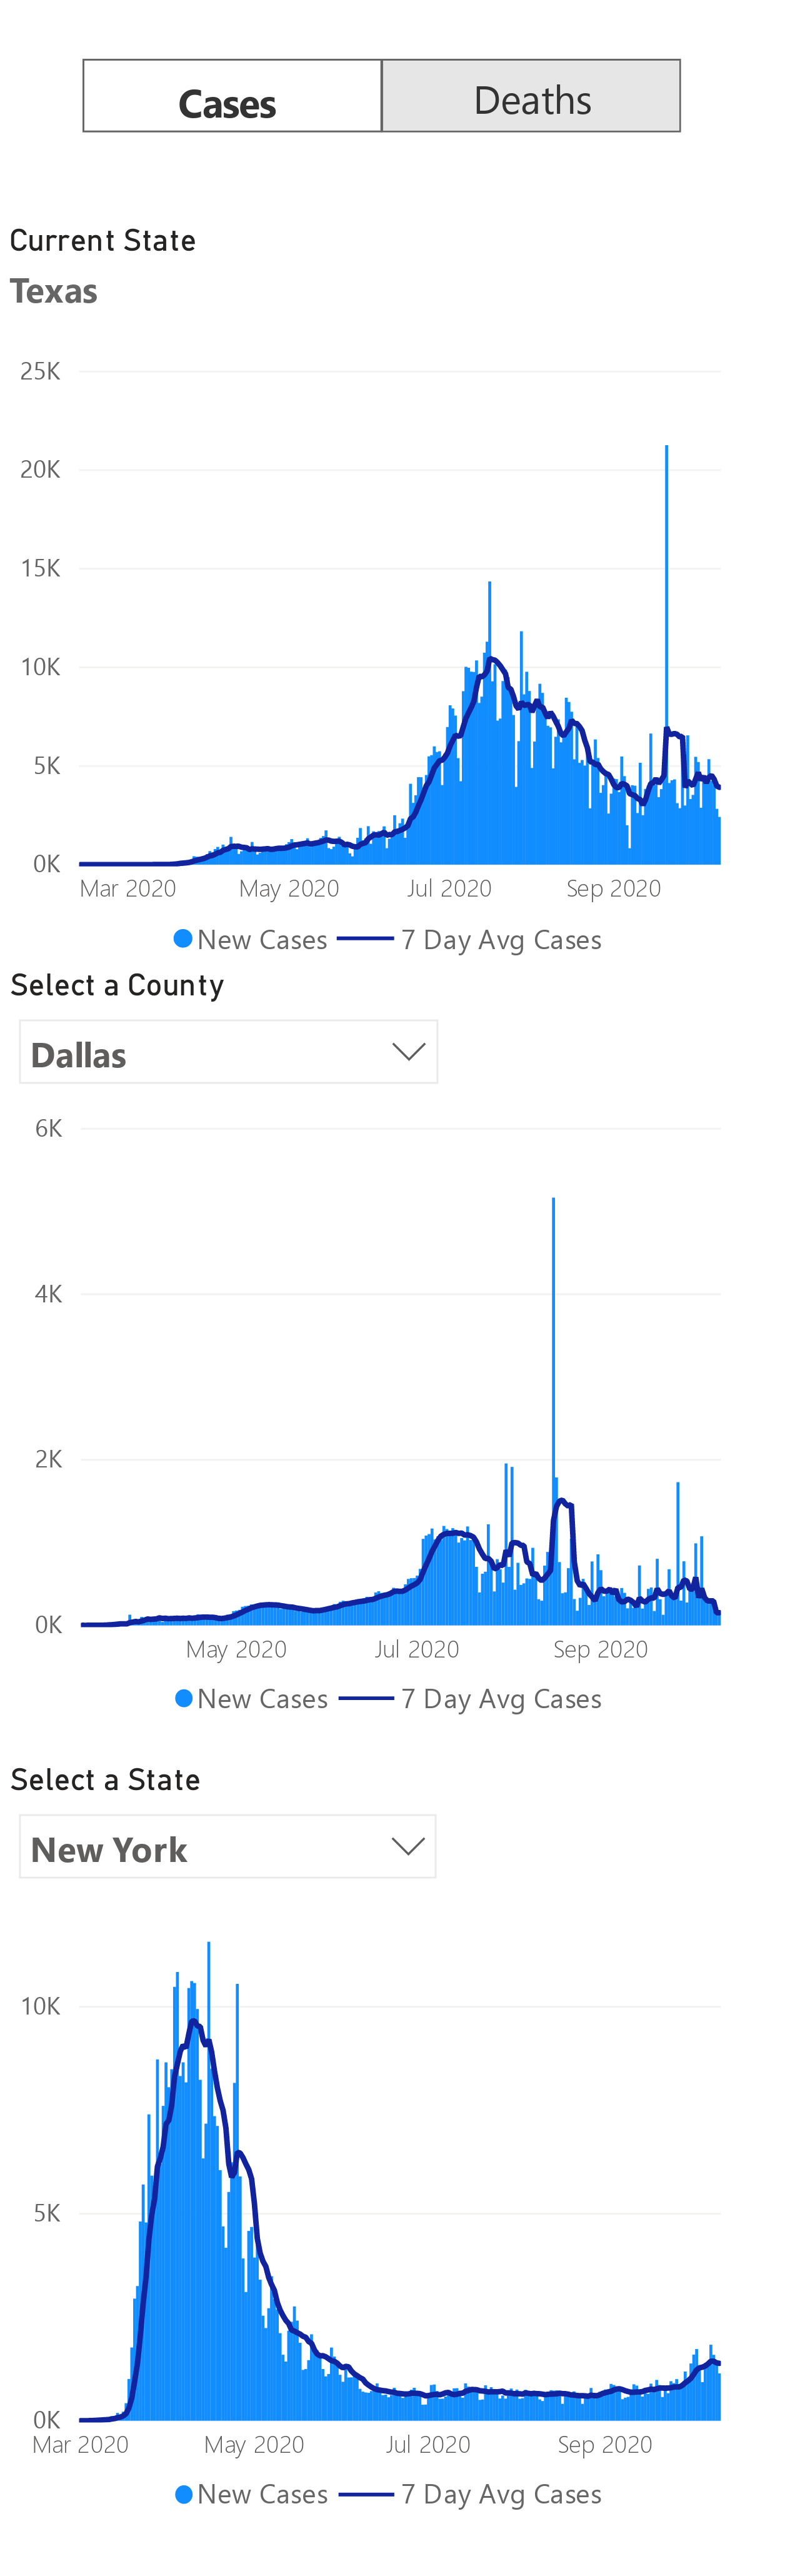 Cases Deaths
Current State
Texas
25K
20K
15K
10K
5K
0K
Mar 2020 May 2020 Jul 2020 Sep 2020
New Cases 7 Day Avg Cases
Select a County
Dallas
6K
4K
2K
0K
May 2020 Jul 2020 Sep 2020
New Cases 7 Day Avg Cases
Select a State
New York
10K
5K
0K
Mar 2020 May 2020 Jul 2020 Sep 2020
New Cases 7 Day Avg Cases